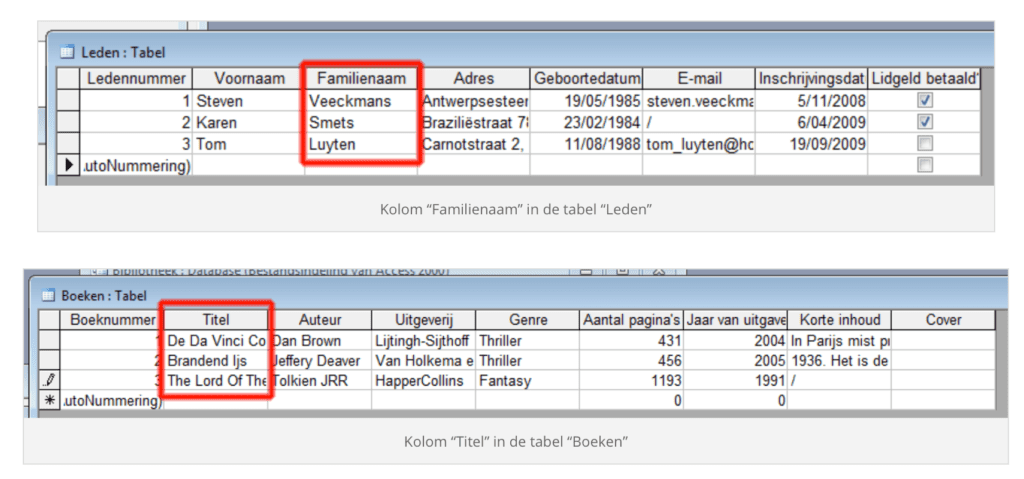 Leden : Tabel
Ledennummer Voornaam Familienaam Adres Geboortedatum E-mail Inschrijvingsdat Lidgeld betaald
1 Steven Veeckmans Antwerpsesteer 19/05/1985 steven.veeckma 5/11/2008
2 Karen Smets Braziliëstraat 7 23/02/1984 / 6/04/2009
3 Tom Luyten Carnotstraat 2, 11/08/1988 tom_luyten@ho 19/09/2009
.utoNummering)
Kolom “Familienaam” in de tabel “Leden”
Bibliotheek : Database (Bestandsindeling van Access 2000)
Boeken : Tabel
Boeknummer Titel Auteur Uitgeverij Genre Aantal pagina's Jaar van uitgave Korte inhoud Cover
1 De Da Vinci Co Dan Brown Lijtingh-Sijthoff Thriller 431 2004 In Parijs mist
2 Brandend Ijs Jeffery Deaver Van Holkema e Thriller 456 2005 1936. Het is de
3 The Lord Of The Tolkien JRR HapperCollins Fantasy 1193 1991 /
.utoNummering) 0 0
Kolom “Titel” in de tabel “Boeken”